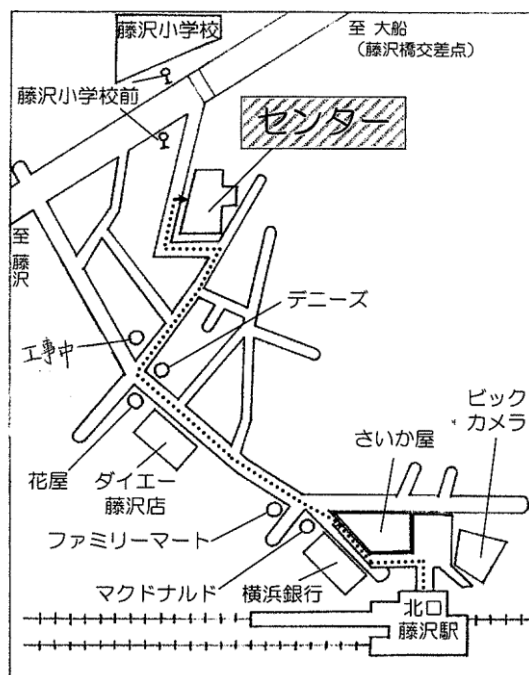 藤沢小学校
至 大船
(藤沢橋交差点)
藤沢小学校前
センター
至
藤沢
デニーズ
工事中
ビック
カメラ
さいか屋
花屋
ダイエー
藤沢店
ファミリーマート
マクドナルド
横浜銀行
北口
藤沢駅